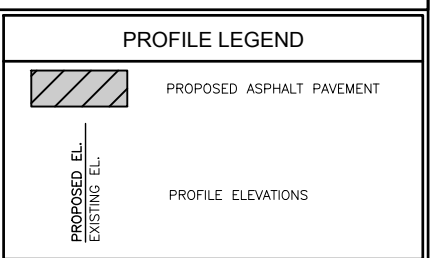 PROFILE LEGEND
PROPOSED ASPHALT PAVEMENT
PROPOSED EL.
EXISTING EL.
PROFILE ELEVATIONS